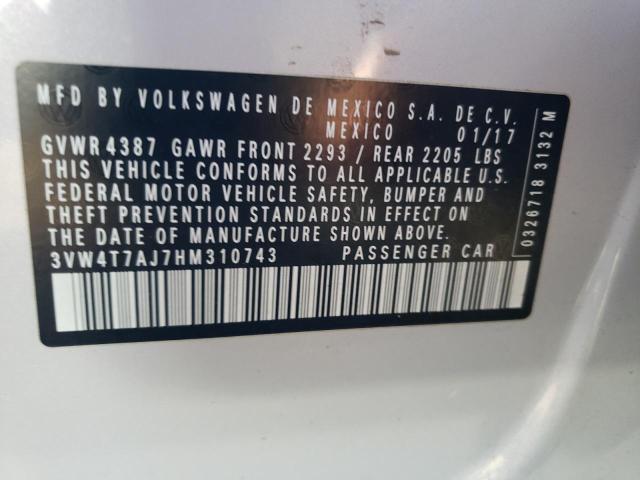 MFD BY VOLKSWAGEN DE MEXICO S.A. DE C.V.
MEXICO 01/17
GVWR 4387 GAWR FRONT 2293 / REAR 2205 LBS
THIS VEHICLE CONFORMS TO ALL APPLICABLE U.S.
FEDERAL MOTOR VEHICLE SAFETY, BUMPER AND
THEFT PREVENTION STANDARDS IN EFFECT ON
THE DATE OF MANUFACTURE SHOWN ABOVE.
3VW4T7AJ7HM310743 PASSENGER CAR
0326718 3132 M